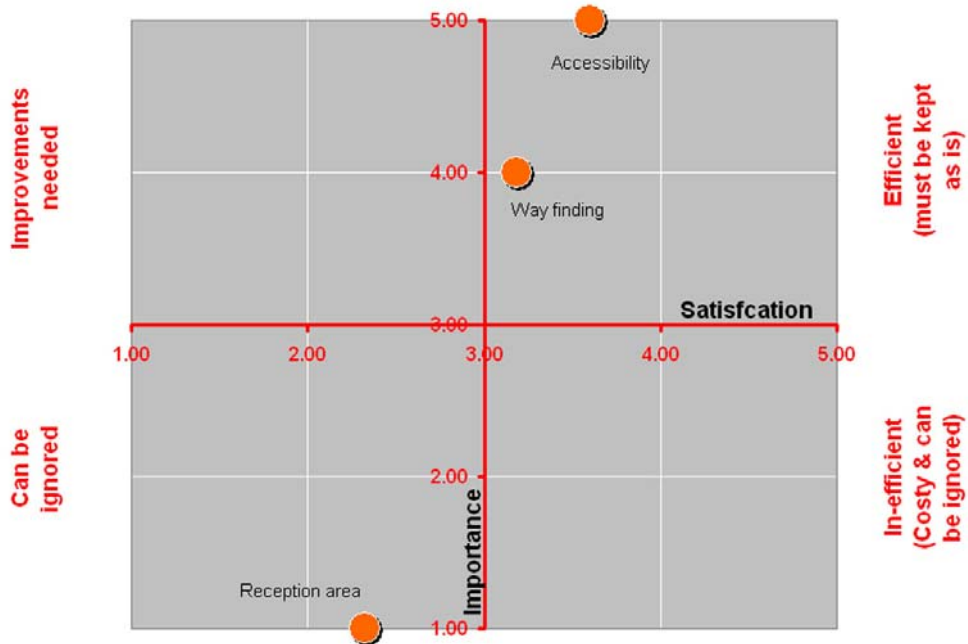 5.00
Accessibility
Improvements
needed
4.00
Way finding
Efficient
(must be kept
as is)
Satisfcation
3.00
1.00
2.00
3.00
4.00
5.00
Can be
ignored
2.00
Importance
In-efficient
(Costy & can
be ignored)
Reception area
1.00